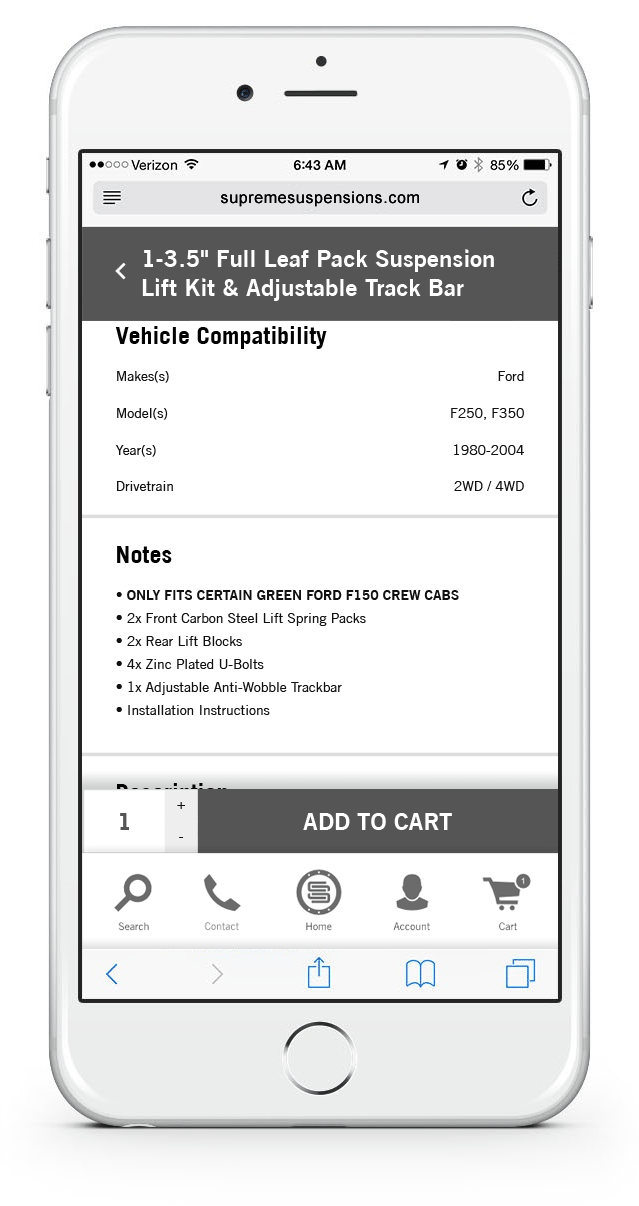 Verizon 6:43 AM 85%
supremesuspensions.com
1-3.5" Full Leaf Pack Suspension
Lift Kit & Adjustable Track Bar
Vehicle Compatibility
Makes(s) Ford
Model(s) F250, F350
Year(s) 1980-2004
Drivetrain 2WD / 4WD
Notes
• ONLY FITS CERTAIN GREEN FORD F150 CREW CABS
• 2x Front Carbon Steel Lift Spring Packs
• 2x Rear Lift Blocks
• 4x Zinc Plated U-Bolts
• 1x Adjustable Anti-Wobble Trackbar
• Installation Instructions
Description
1 + - ADD TO CART
1
Search Contact Home Account Cart